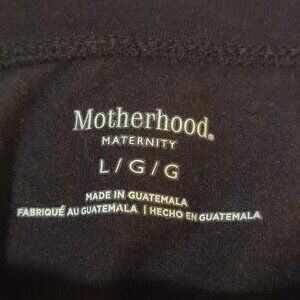 Motherhood®
MATERNITY
L/G/G
MADE IN GUATEMALA
FABRIQUÉ AU GUATEMALA | HECHO EN GUATEMALA